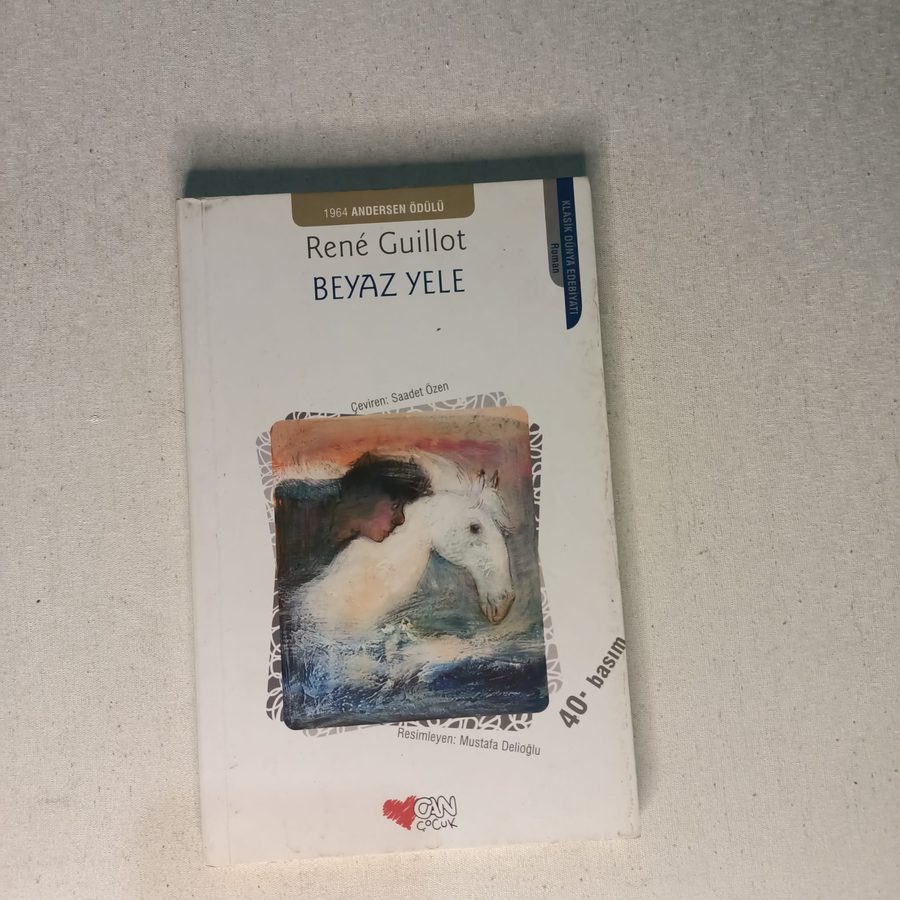 1964 ANDERSEN ÖDÜLÜ
René Guillot
BEYAZ YELE
KLASİK DÜNYA EDEBİYATI
Roman
Çeviren: Saadet Özen
40. basım
Resimleyen: Mustafa Delioğlu
CAN
ÇOCUK